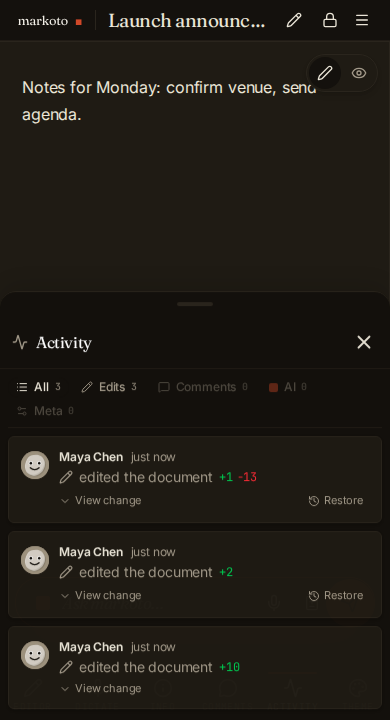 markoto
Launch announc...
Notes for Monday: confirm venue, send
agenda.
Activity
All 3 Edits 3 Comments 0 AI 0
Meta 0
Maya Chen just now
edited the document +1 -13
View change Restore
Maya Chen just now
edited the document +2
View change Restore
Maya Chen just now
edited the document +10
View change Restore